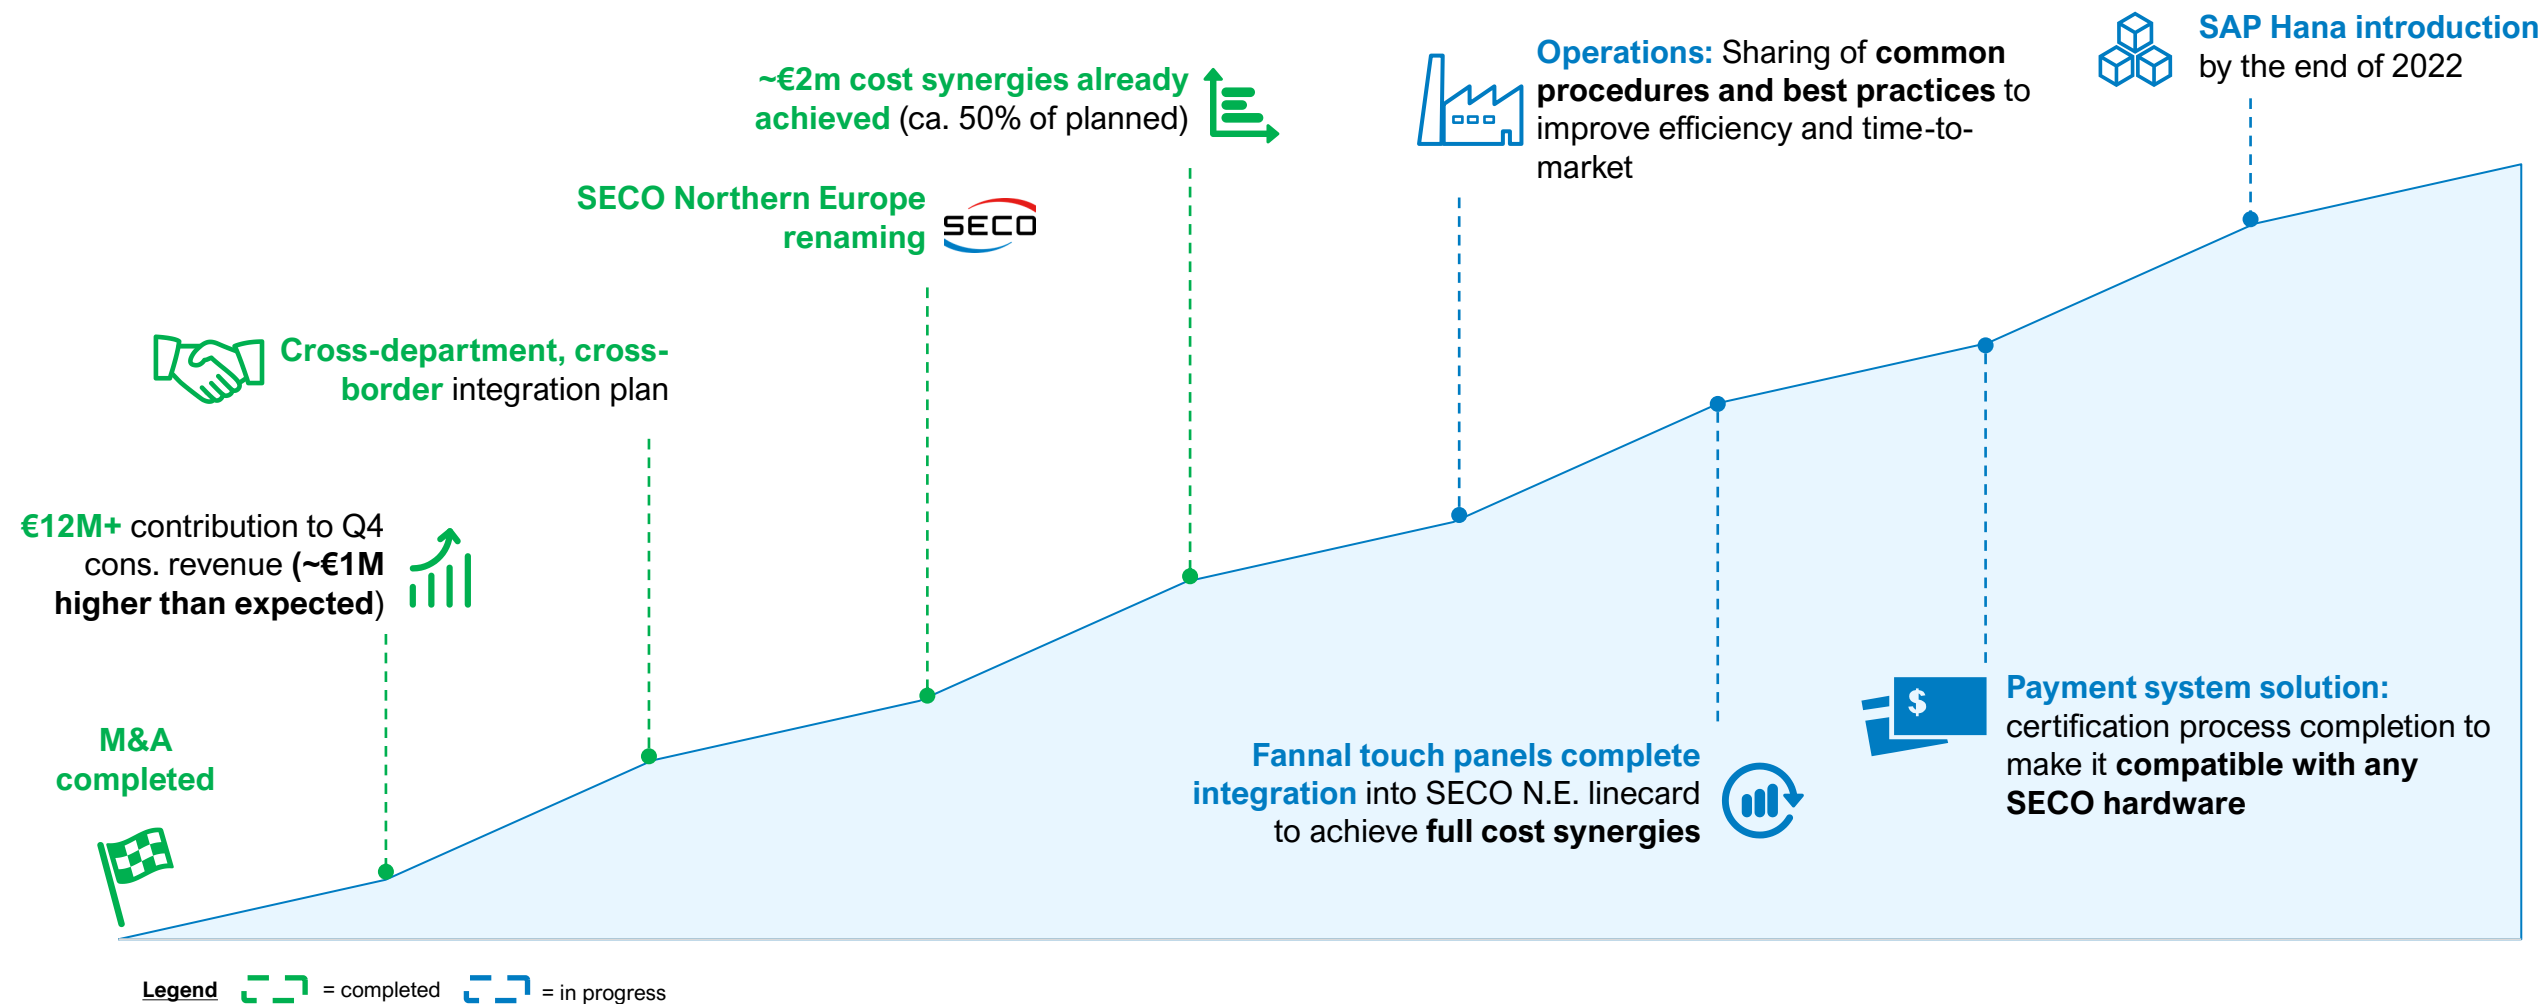 M&A
completed
€12M+ contribution to Q4
cons. revenue (~€1M
higher than expected)
Cross-department, cross-
border integration plan
SECO Northern Europe
renaming
SECO
~€2m cost synergies already
achieved (ca. 50% of planned)
Operations: Sharing of common
procedures and best practices to
improve efficiency and time-to-
market
Fannal touch panels complete
integration into SECO N.E. linecard
to achieve full cost synergies
$
Payment system solution:
certification process completion to
make it compatible with any
SECO hardware
SAP Hana introduction
by the end of 2022
Legend = completed = in progress